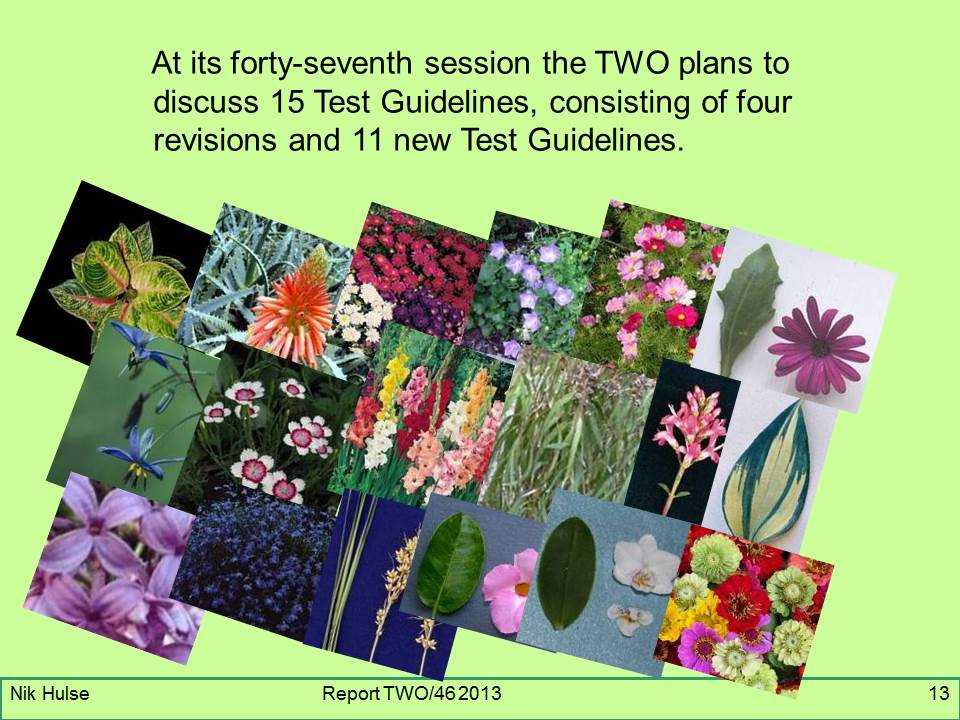 At its forty-seventh session the TWO plans to
discuss 15 Test Guidelines, consisting of four
revisions and 11 new Test Guidelines.
Nik Hulse Report TWO/46 2013 13